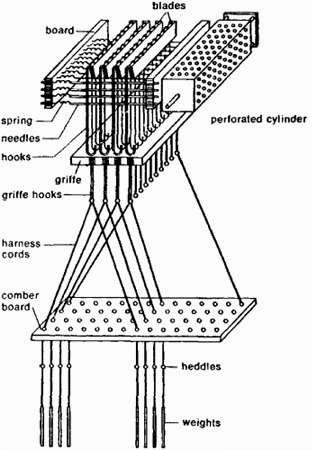 blades
board
spring
needles
perforated cylinder
hooks
griffe
griffe hooks
harness
cords
comber
board
heddles
weights